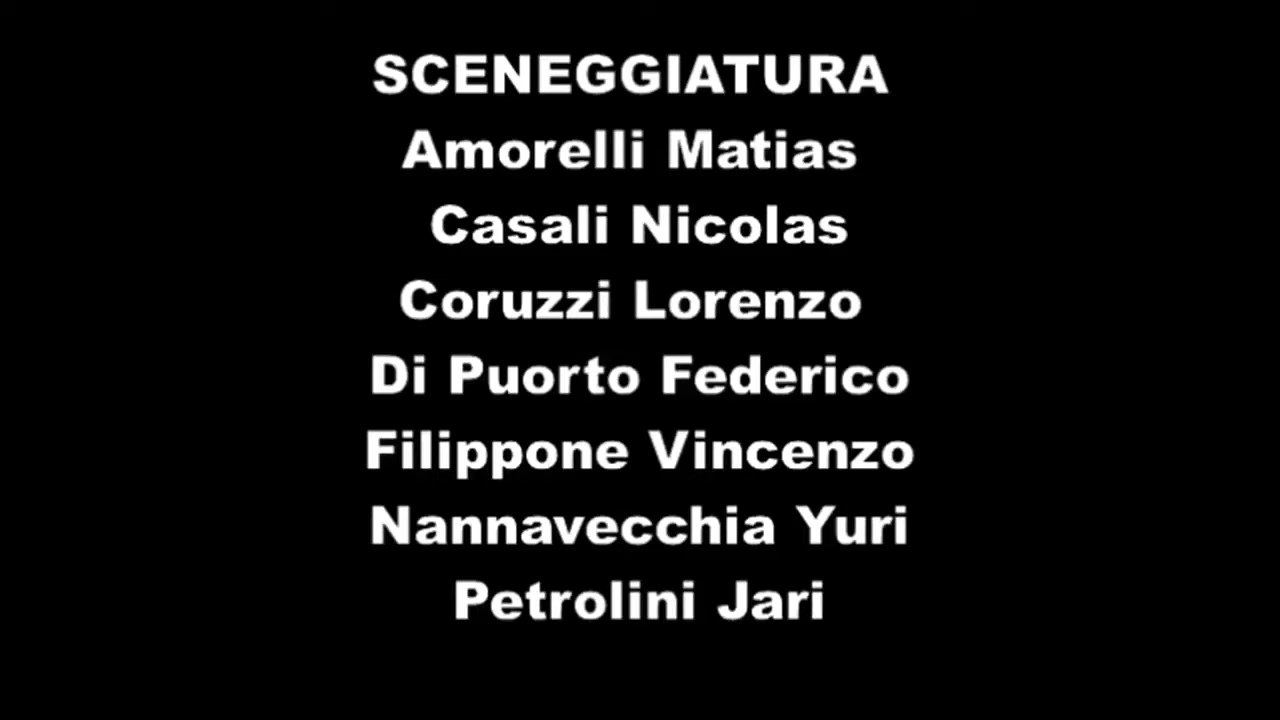 SCENEGGIATURA
Amorelli Matias
Casali Nicolas
Coruzzi Lorenzo
Di Puorto Federico
Filippone Vincenzo
Nannavecchia Yuri
Petrolini Jari